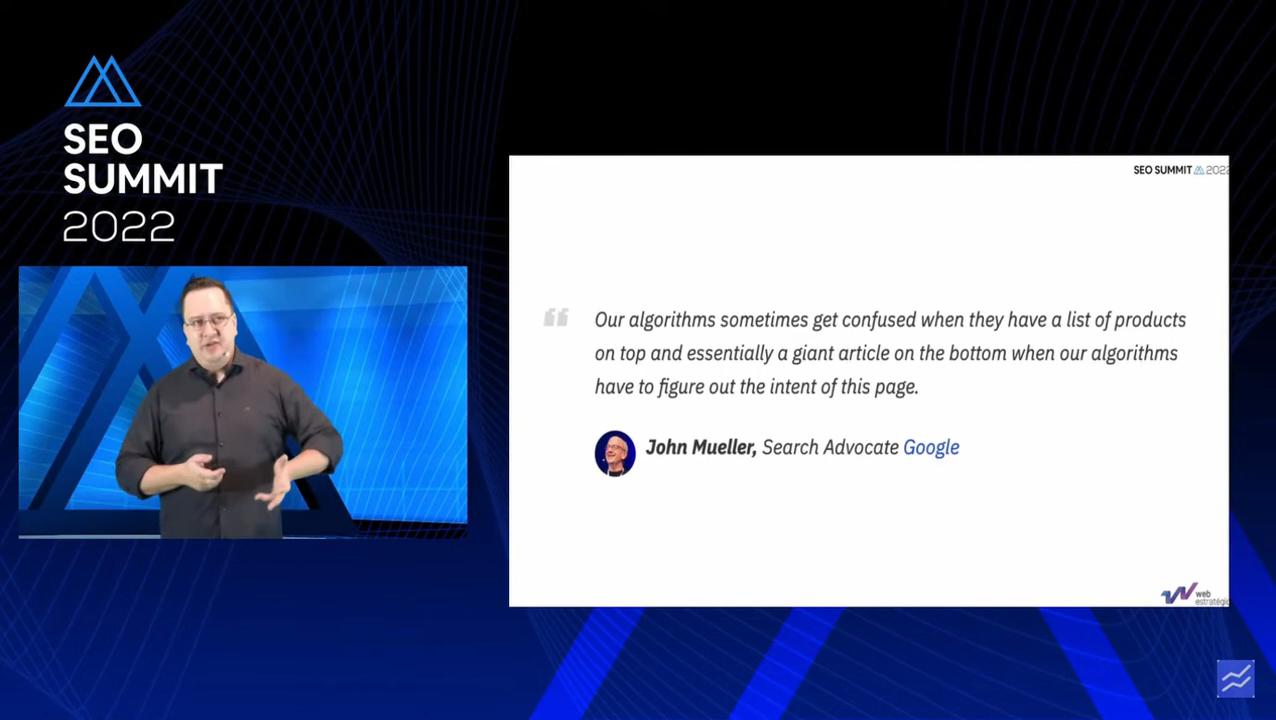 SEO
SUMMIT
2022
SEO SUMMIT 2022
Our algorithms sometimes get confused when they have a list of products
on top and essentially a giant article on the bottom when our algorithms
have to figure out the intent of this page.
John Mueller, Search Advocate Google
web
estratégic